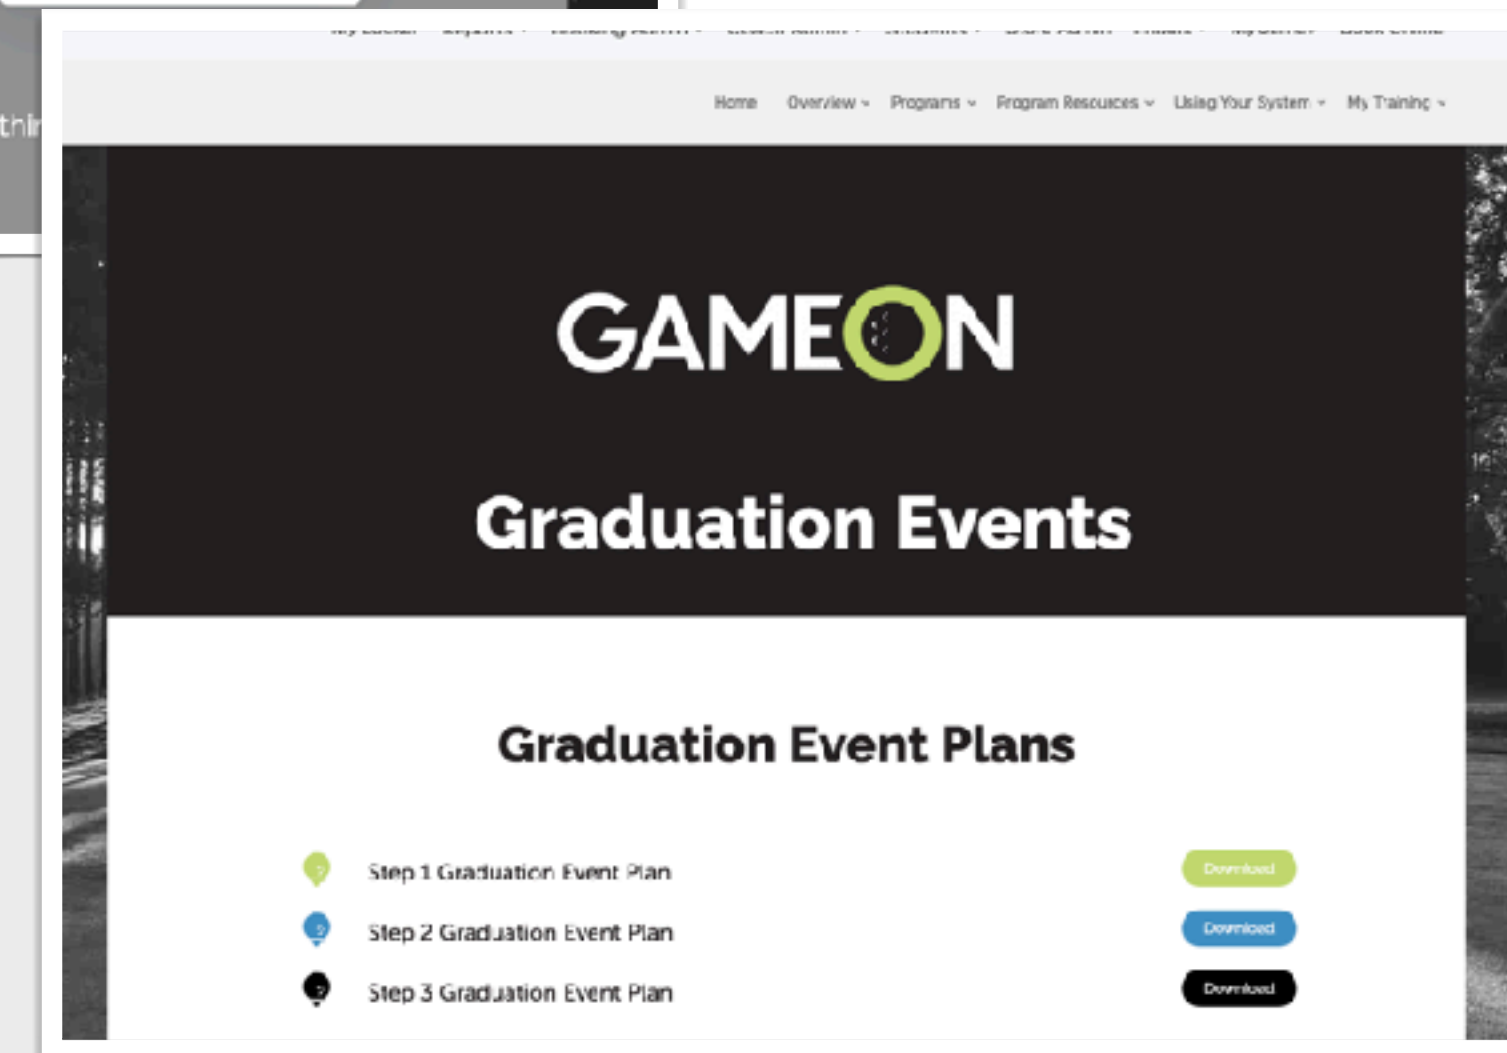 Home Overview Programs Program Resources Using Your System My Training
GAMEON
Graduation Events
Graduation Event Plans
Step 1 Graduation Event Plan Download
Step 2 Graduation Event Plan Download
Step 3 Graduation Event Plan Download